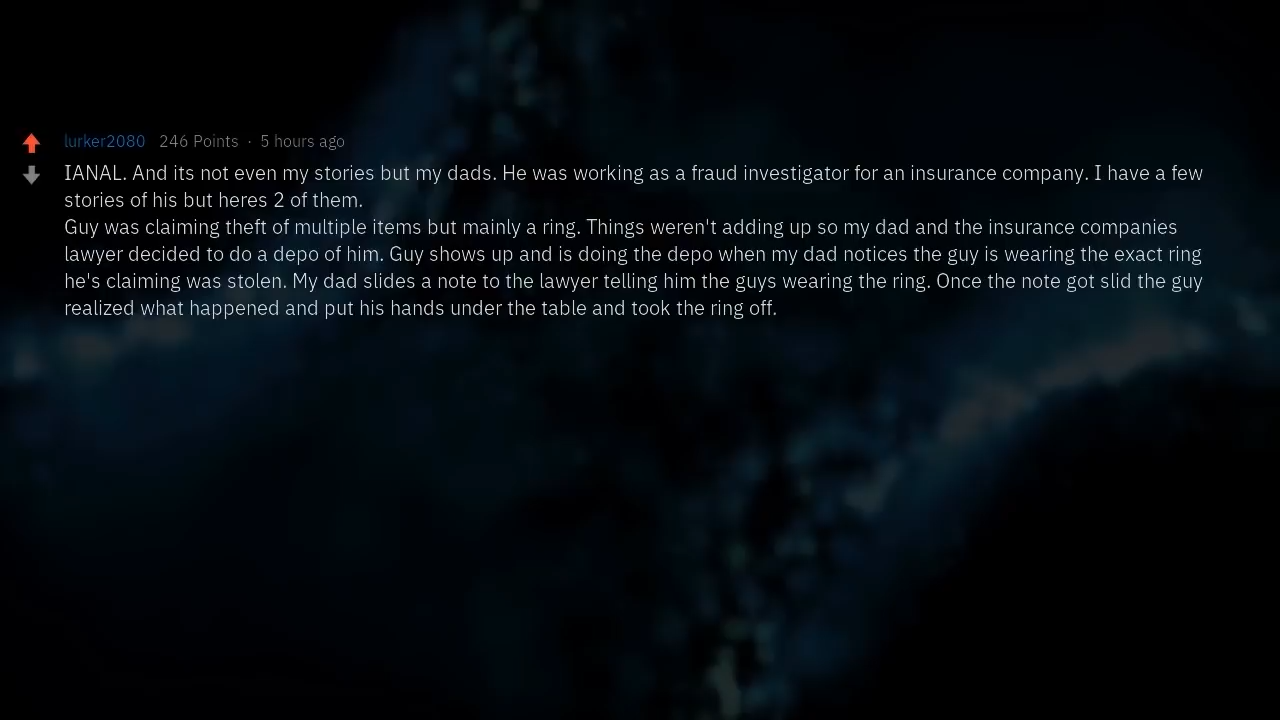 lurker2080 246 Points · 5 hours ago
IANAL. And its not even my stories but my dads. He was working as a fraud investigator for an insurance company. I have a few
stories of his but heres 2 of them.
Guy was claiming theft of multiple items but mainly a ring. Things weren't adding up so my dad and the insurance companies
lawyer decided to do a depo of him. Guy shows up and is doing the depo when my dad notices the guy is wearing the exact ring
he's claiming was stolen. My dad slides a note to the lawyer telling him the guys wearing the ring. Once the note got slid the guy
realized what happened and put his hands under the table and took the ring off.